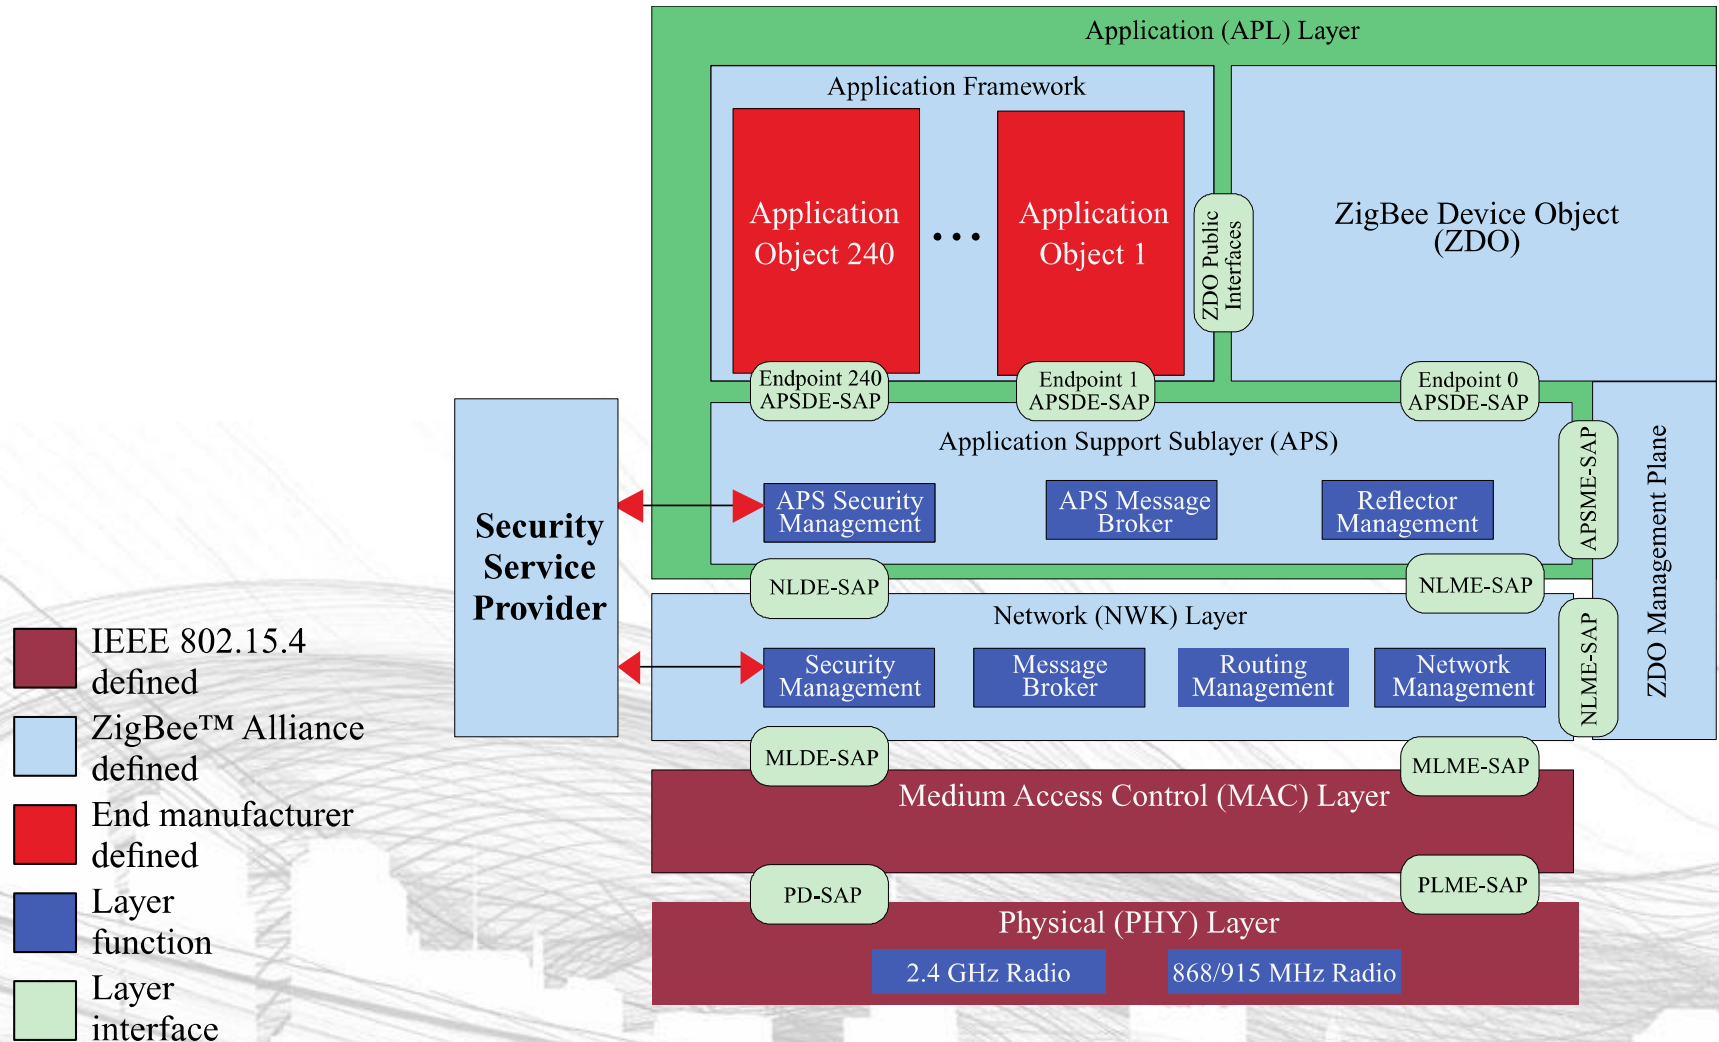 Application (APL) Layer
Application Framework
Application
Object 240
...
Application
Object 1
ZDO Public
Interfaces
ZigBee Device Object
(ZDO)
Endpoint 240
APSDE-SAP
Endpoint 1
APSDE-SAP
Endpoint 0
APSDE-SAP
Application Support Sublayer (APS)
APS Security
Management
APS Message
Broker
Reflector
Management
APSME-SAP
ZDO Management Plane
Security
Service
Provider
NLDE-SAP
NLME-SAP
Network (NWK) Layer
Security
Management
Message
Broker
Routing
Management
Network
Management
NLME-SAP
MLDE-SAP
MLME-SAP
Medium Access Control (MAC) Layer
PD-SAP
PLME-SAP
Physical (PHY) Layer
2.4 GHz Radio
868/915 MHz Radio
IEEE 802.15.4
defined
ZigBee™ Alliance
defined
End manufacturer
defined
Layer
function
Layer
interface